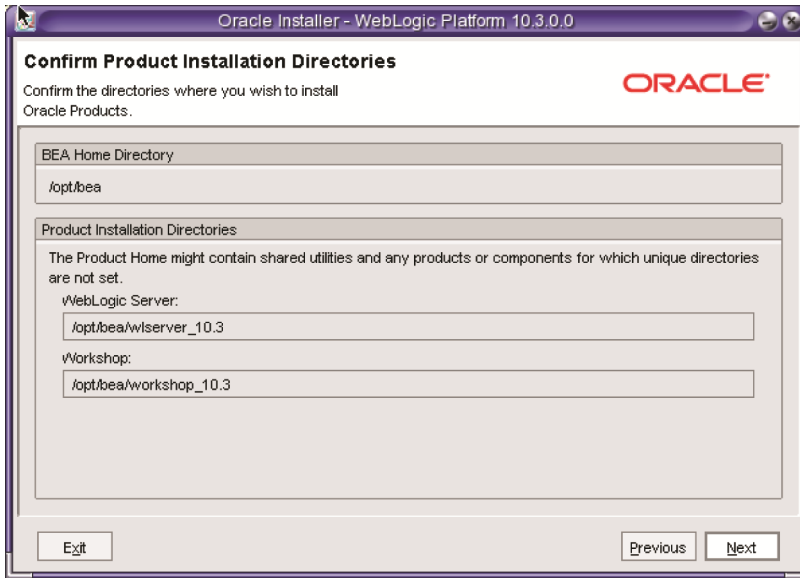 Oracle Installer - WebLogic Platform 10.3.0.0
Confirm Product Installation Directories
Confirm the directories where you wish to install
Oracle Products.
ORACLE
BEA Home Directory
/opt/bea
Product Installation Directories
The Product Home might contain shared utilities and any products or components for which unique directories
are not set.
WebLogic Server:
/opt/bea/wlserver_10.3
Workshop:
/opt/bea/workshop_10.3
Exit
Previous
Next